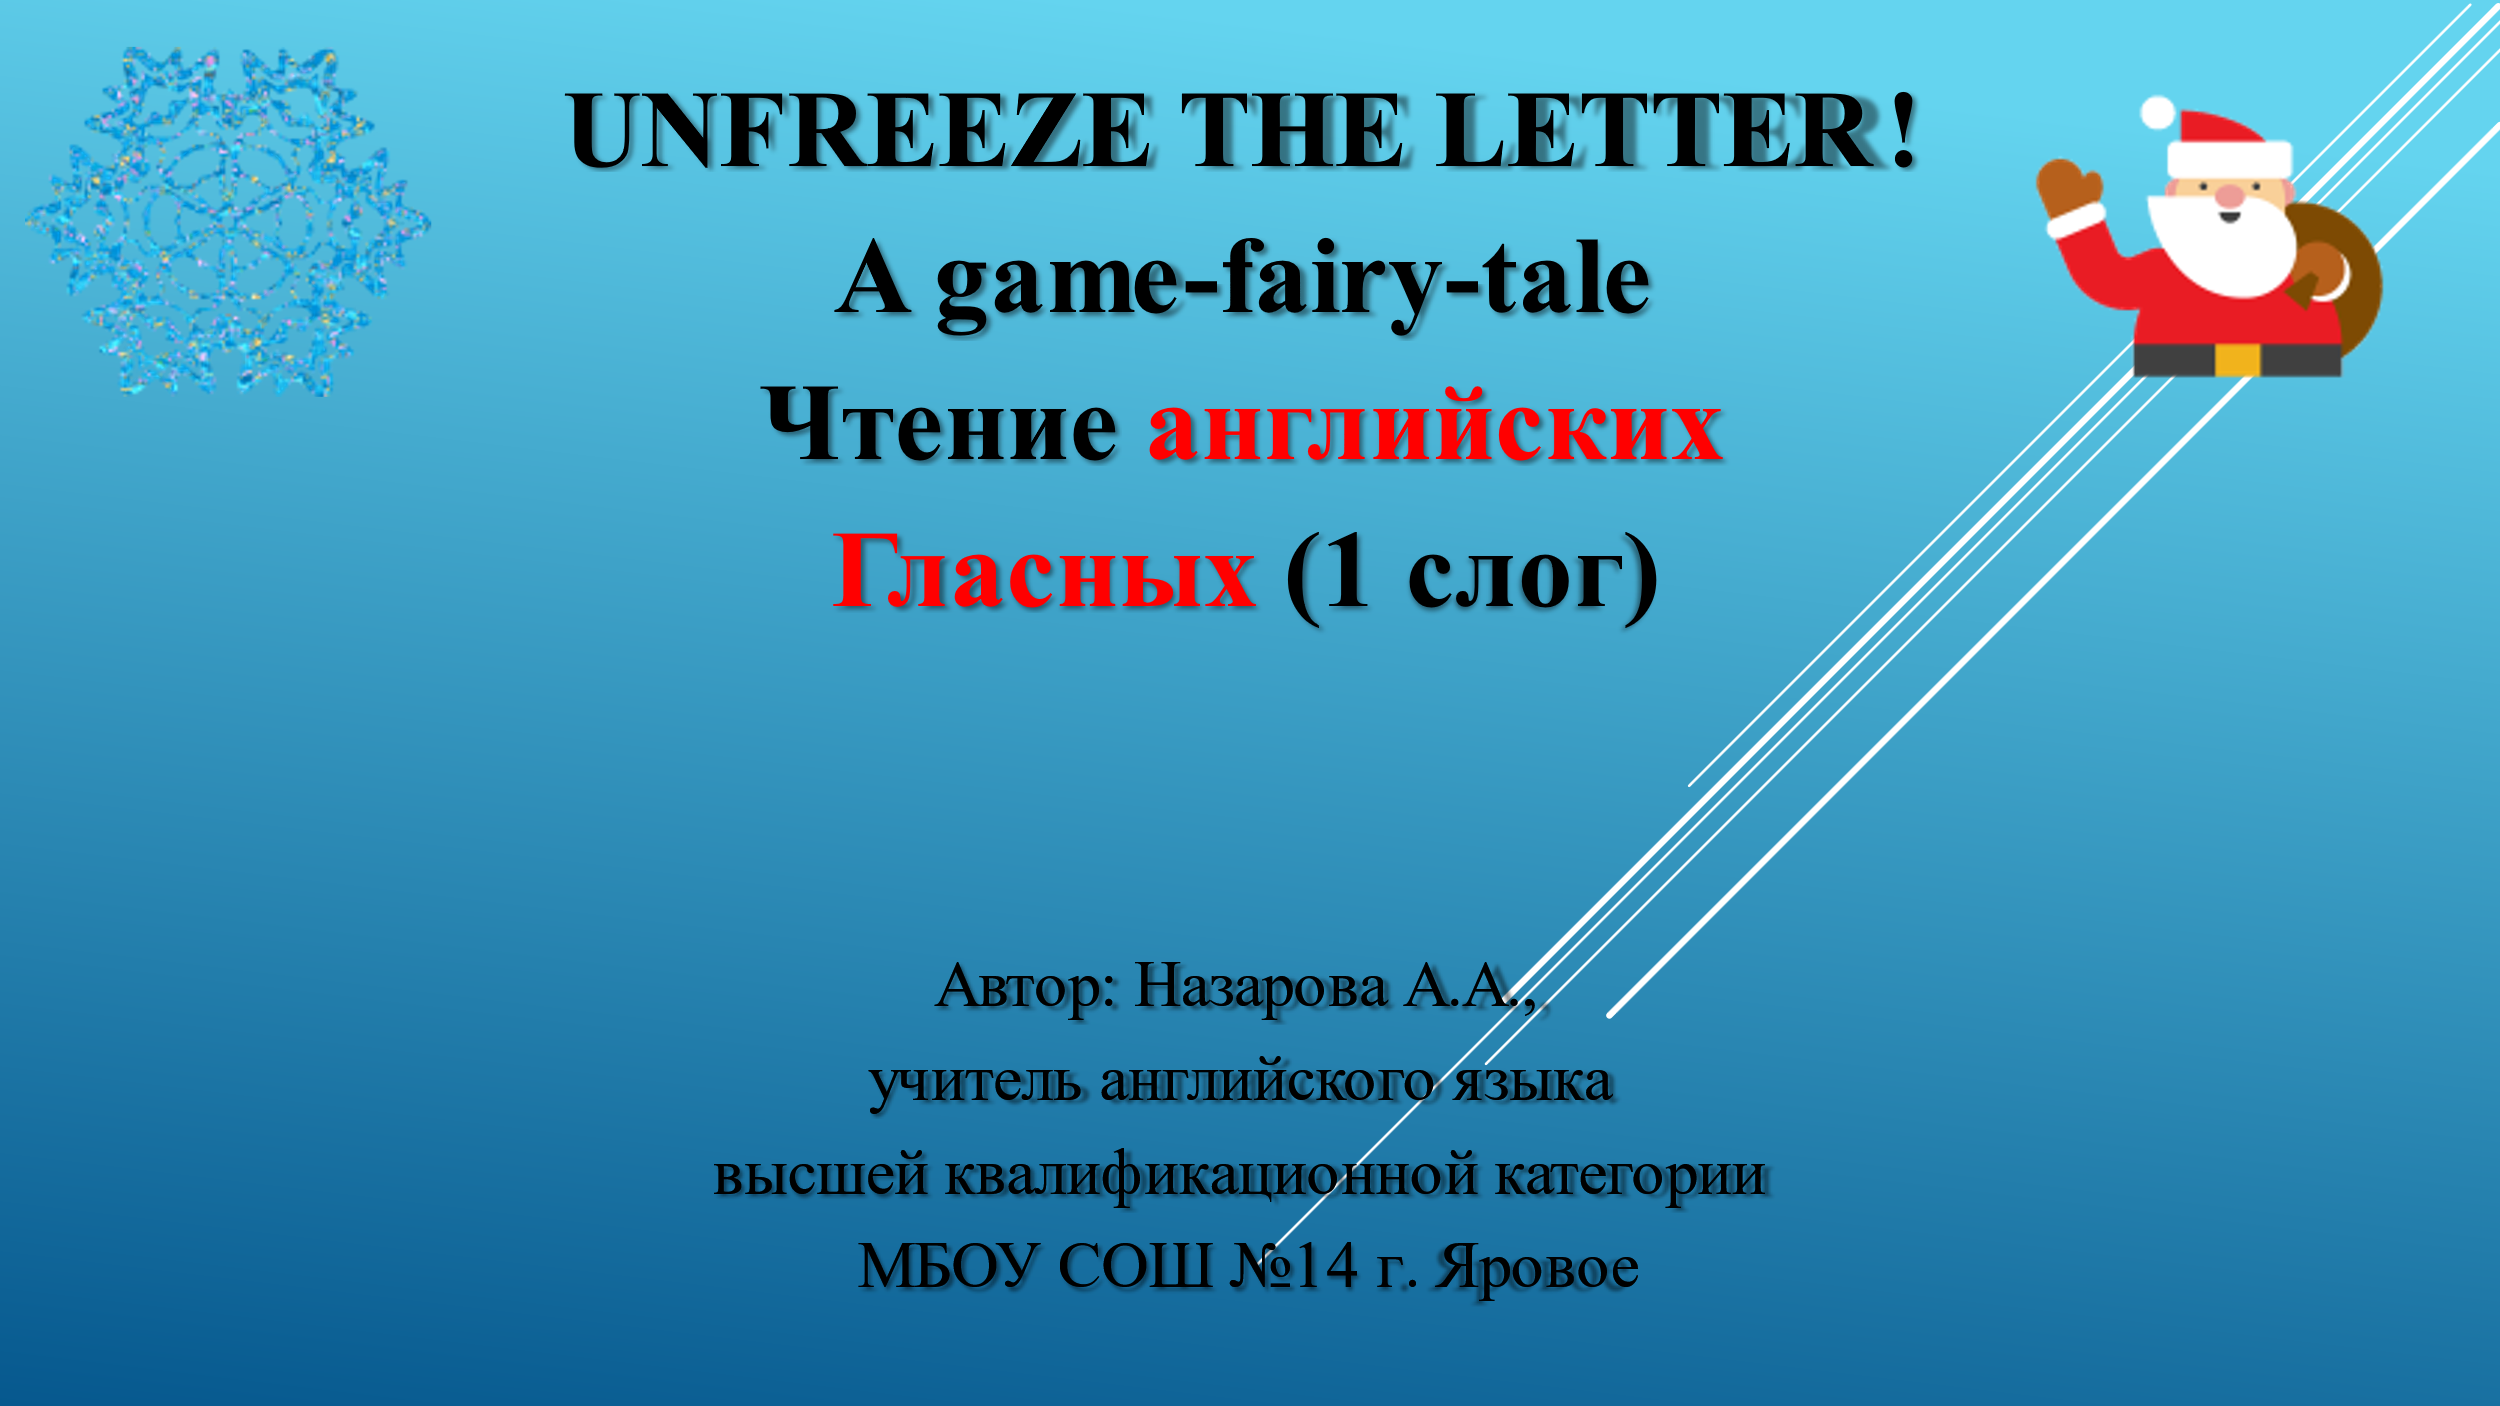 UNFREEZE THE LETTER!
A game-fairy-tale
Чтение английских
Гласных (1 слог)
Автор: Назарова А.А.,
учитель английского языка
высшей квалификационной категории
МБОУ СОШ №14 г. Яровое